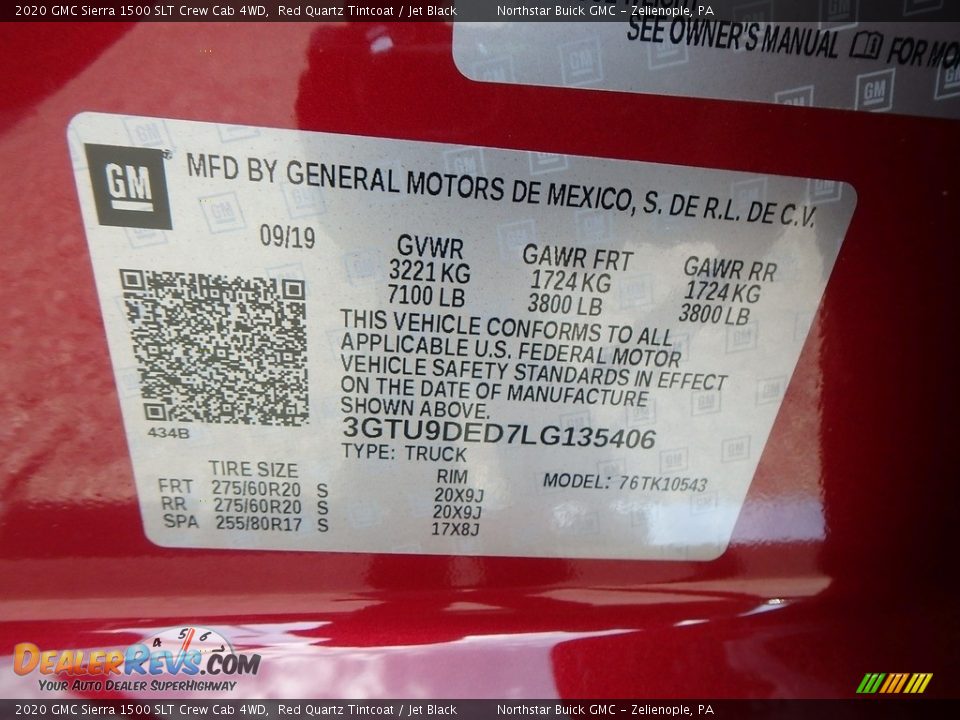 2020 GMC Sierra 1500 SLT Crew Cab 4WD, Red Quartz Tintcoat / Jet Black Northstar Buick GMC - Zelienople, PA
SEE OWNER'S MANUAL FOR
GM
GM MFD BY GENERAL MOTORS DE MEXICO, S. DE R.L. DE C.V.
09/19
GVWR GAWR FRT GAWR RR
3221 KG 1724 KG 1724 KG
7100 LB 3800 LB 3800 LB
THIS VEHICLE CONFORMS TO ALL
APPLICABLE U.S. FEDERAL MOTOR
VEHICLE SAFETY STANDARDS IN EFFECT
ON THE DATE OF MANUFACTURE
SHOWN ABOVE.
434B
3GTU9DED7LG135406
TYPE: TRUCK
TIRE SIZE RIM MODEL: 76TK10543
FRT 275/60R20 S 20X9J
RR 275/60R20 S 20X9J
SPA 255/80R17 S 17X8J
4 5 6
DEALERREVS.COM
YOUR AUTO DEALER SUPERHIGHWAY
2020 GMC Sierra 1500 SLT Crew Cab 4WD, Red Quartz Tintcoat / Jet Black Northstar Buick GMC - Zelienople, PA